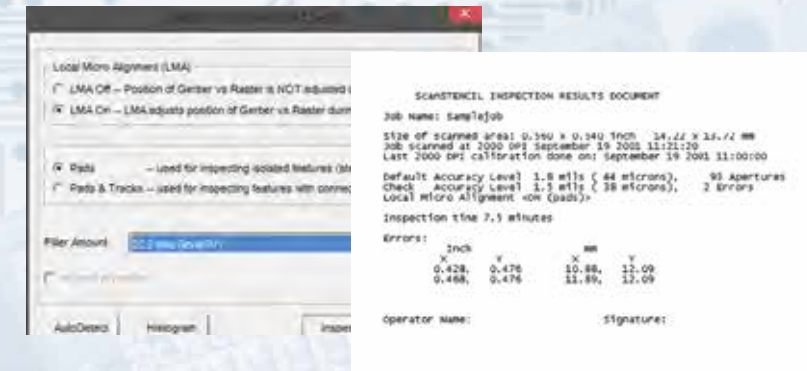 Local Micro Alignment (LMA)
LMA Off -- Position of Gerber vs Raster is NOT adjusted
LMA On -- LMA adjusts position of Gerber vs Raster
Pads -- used for inspecting isolated features
Pads & Tracks -- used for inspecting features with
Filter Amount
AutoDetect
Histogram
SCANSTENCIL INSPECTION RESULTS DOCUMENT
Job Name: Samplejob
Size of scanned area: 0.560 x 0.540 inch 14.22 x 13.72 mm
Job scanned at 2000 DPI September 19 2001 11:21:20
Last 2000 DPI calibration done on: September 19 2001 11:00:00
Default Accuracy Level 1.8 mils ( 44 microns), 93 Apertures
Check Accuracy Level 1.5 mils ( 38 microns), 2 Errors
Local Micro Alignment <On (pads)>
Inspection time 7.5 minutes
Errors:
Inch mm
X Y X Y
0.428, 0.476 10.88, 12.09
0.468, 0.476 11.89, 12.09
Operator Name: Signature: